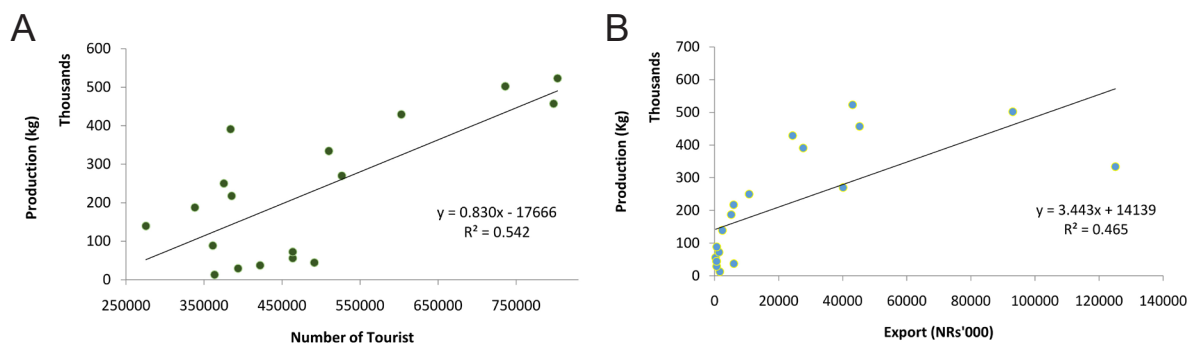 A
Production (kg)
Thousands
600
500
400
300
200
100
0
y = 0.830x - 17666
R² = 0.542
250000 350000 450000 550000 650000 750000
Number of Tourist
B
Production (Kg)
Thousands
700
600
500
400
300
200
100
0
y = 3.443x + 14139
R² = 0.465
0 20000 40000 60000 80000 100000 120000 140000
Export (NRs'000)